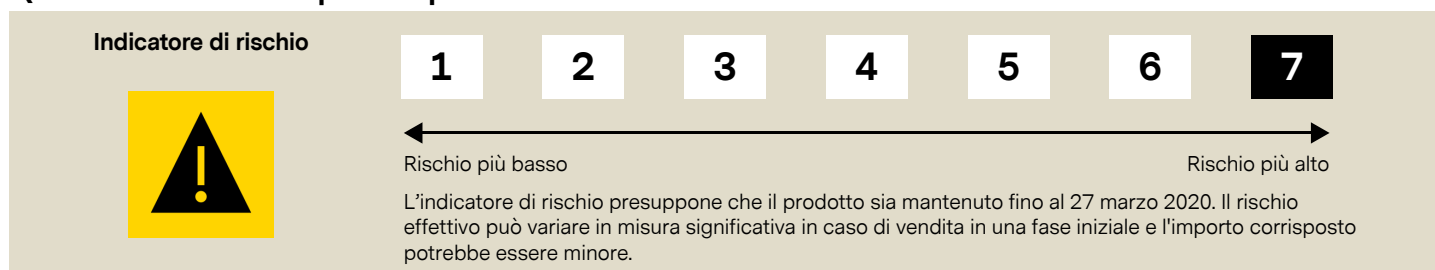 Indicatore di rischio
1 2 3 4 5 6 7
Rischio più basso Rischio più alto
L'indicatore di rischio presuppone che il prodotto sia mantenuto fino al 27 marzo 2020. Il rischio
effettivo può variare in misura significativa in caso di vendita in una fase iniziale e l'importo corrisposto
potrebbe essere minore.